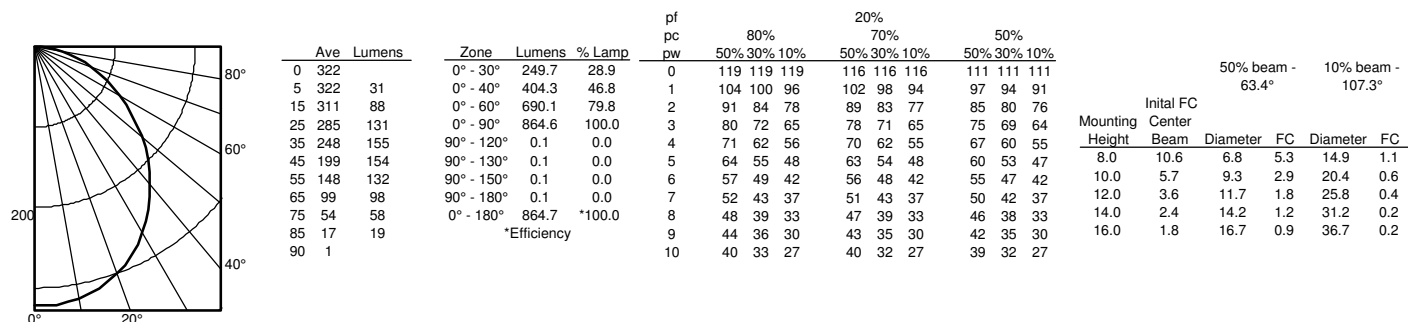 80°
60°
200
40°
0° 20°
Ave Lumens
0 322
5 322 31
15 311 88
25 285 131
35 248 155
45 199 154
55 148 132
65 99 98
75 54 58
85 17 19
90 1
Zone Lumens % Lamp
0° - 30° 249.7 28.9
0° - 40° 404.3 46.8
0° - 60° 690.1 79.8
0° - 90° 864.6 100.0
90° - 120° 0.1 0.0
90° - 130° 0.1 0.0
90° - 150° 0.1 0.0
90° - 180° 0.1 0.0
0° - 180° 864.7 *100.0
*Efficiency
pf 20%
pc 80% 70% 50%
pw 50% 30% 10% 50% 30% 10% 50% 30% 10%
0 119 119 119 116 116 116 111 111 111
1 104 100 96 102 98 94 97 94 91
2 91 84 78 89 83 77 85 80 76
3 80 72 65 78 71 65 75 69 64
4 71 62 56 70 62 55 67 60 55
5 64 55 48 63 54 48 60 53 47
6 57 49 42 56 48 42 55 47 42
7 52 43 37 51 43 37 50 42 37
8 48 39 33 47 39 33 46 38 33
9 44 36 30 43 35 30 42 35 30
10 40 33 27 40 32 27 39 32 27
50% beam - 10% beam -
63.4° 107.3°
Inital FC
Mounting Center
Height Beam Diameter FC Diameter FC
8.0 10.6 6.8 5.3 14.9 1.1
10.0 5.7 9.3 2.9 20.4 0.6
12.0 3.6 11.7 1.8 25.8 0.4
14.0 2.4 14.2 1.2 31.2 0.2
16.0 1.8 16.7 0.9 36.7 0.2